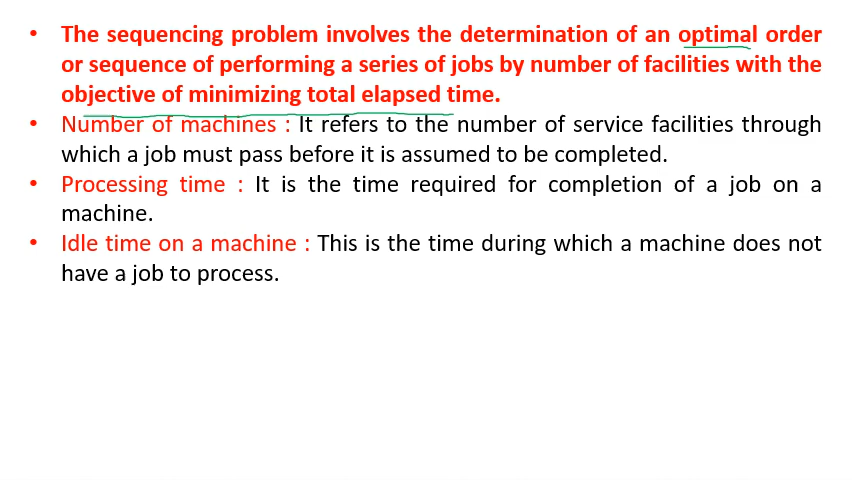 • The sequencing problem involves the determination of an optimal order
or sequence of performing a series of jobs by number of facilities with the
objective of minimizing total elapsed time.
• Number of machines : It refers to the number of service facilities through
which a job must pass before it is assumed to be completed.
• Processing time : It is the time required for completion of a job on a
machine.
• Idle time on a machine : This is the time during which a machine does not
have a job to process.